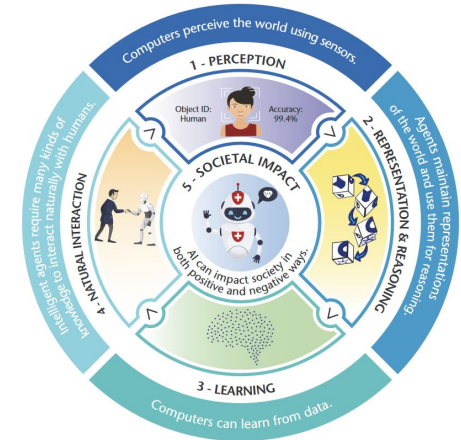 Computers perceive the world using sensors.
1 - PERCEPTION
Object ID:
Human
Accuracy:
99.4%
2 - REPRESENTATION & REASONING
Agents maintain representations
of the world and use them for reasoning.
3 - LEARNING
Computers can learn from data.
4 - NATURAL INTERACTION
Intelligent agents require many kinds of
knowledge to interact naturally with humans.
5 - SOCIETAL IMPACT
AI can impact society in
both positive and negative ways.